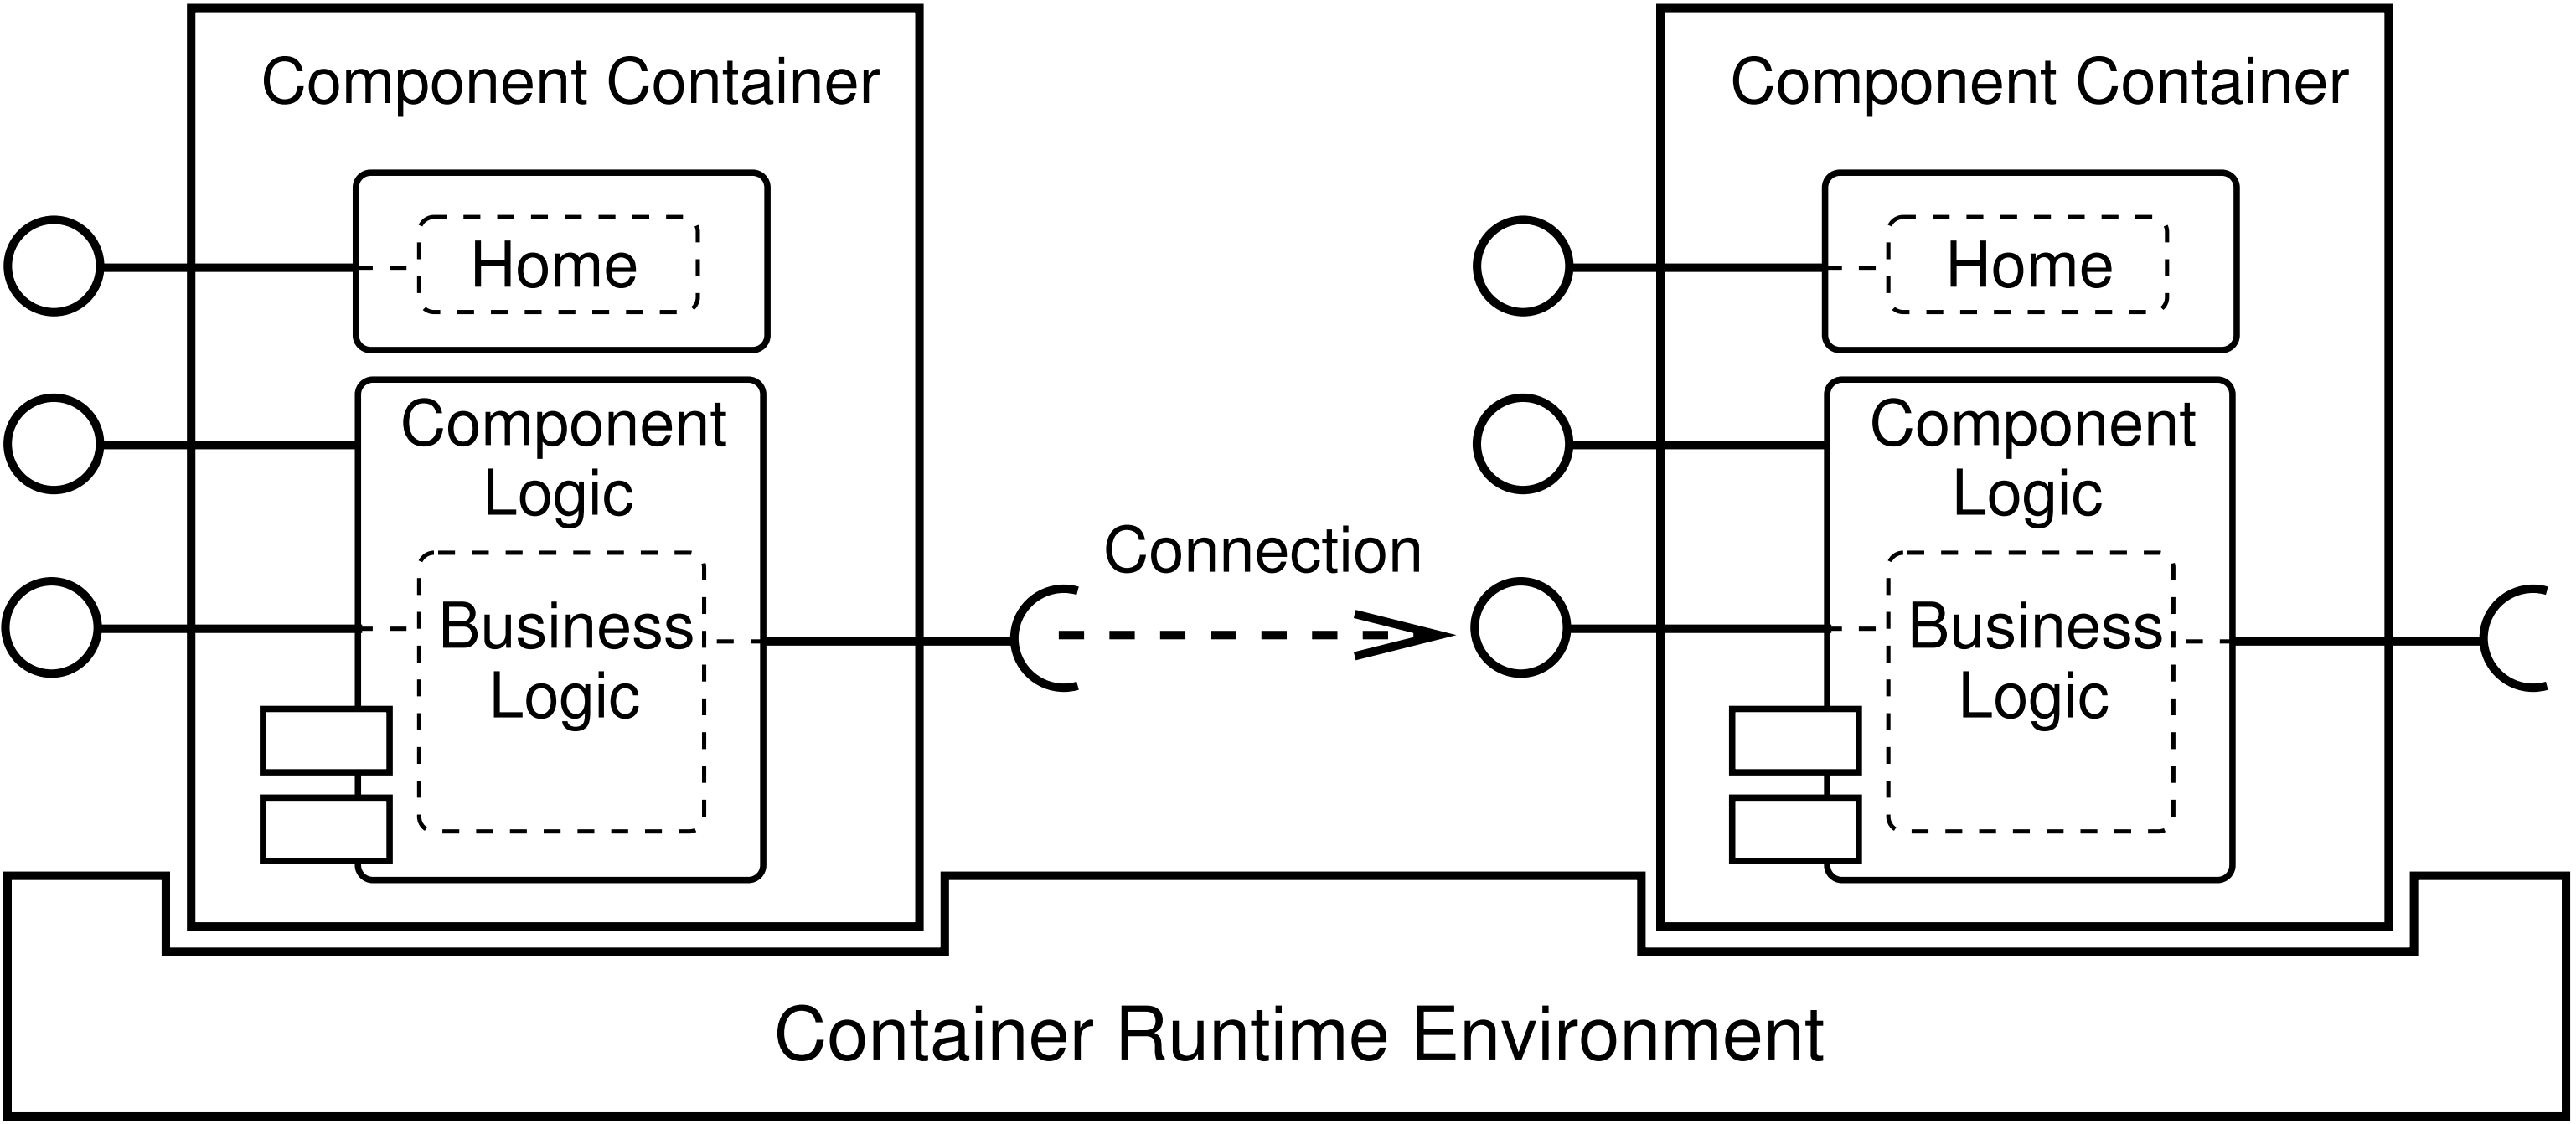 Component Container
Home
Component
Logic
Business
Logic
Connection
Component Container
Home
Component
Logic
Business
Logic
Container Runtime Environment